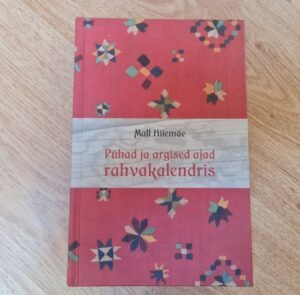 Mall Hiiemäe
Pühad ja argised ajad
rahvakalendris